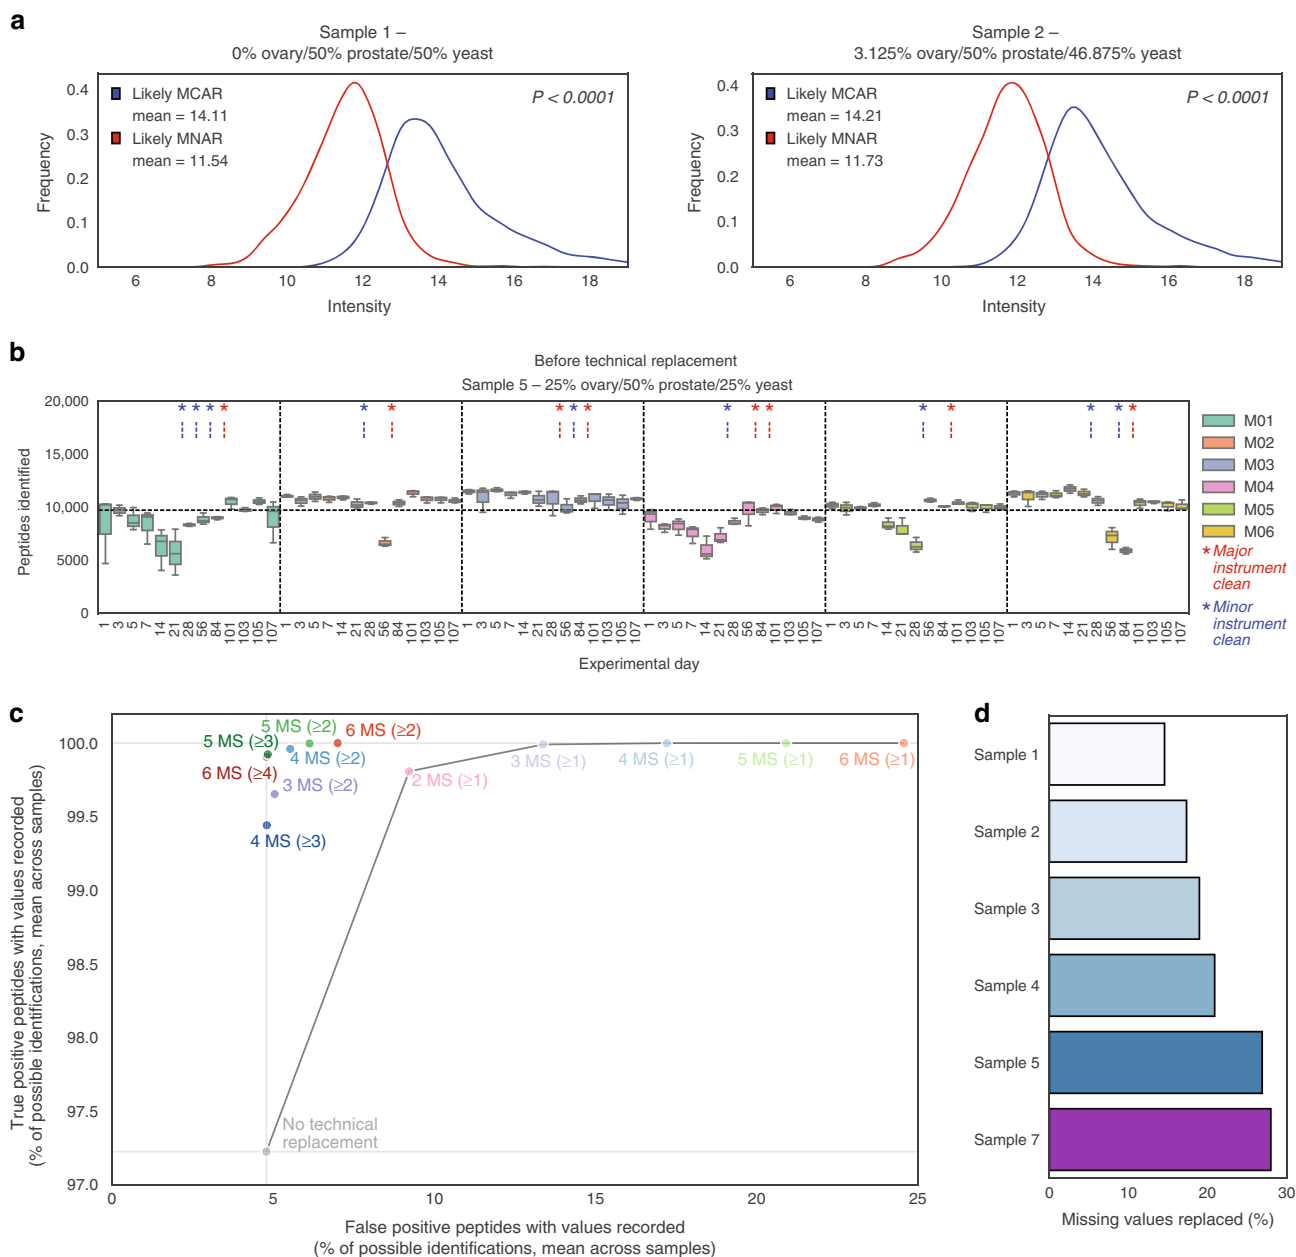 a
Sample 1 –
0% ovary/50% prostate/50% yeast
Frequency
0.4
0.3
0.2
0.1
0.0
Likely MCAR
mean = 14.11
Likely MNAR
mean = 11.54
P < 0.0001
6 8 10 12 14 16 18
Intensity
Sample 2 –
3.125% ovary/50% prostate/46.875% yeast
Frequency
0.4
0.3
0.2
0.1
0.0
Likely MCAR
mean = 14.21
Likely MNAR
mean = 11.73
P < 0.0001
6 8 10 12 14 16 18
Intensity
b
Before technical replacement
Sample 5 – 25% ovary/50% prostate/25% yeast
Peptides identified
20,000
15,000
10,000
5000
0
* * * * * * * * * * * * * * * * *
1 3 5 7 14 21 28 56 84 101 103 105 107 1 3 5 7 14 21 28 56 84 101 103 105 107 1 3 5 7 14 21 28 56 84 101 103 105 107 1 3 5 7 14 21 28 56 84 101 103 105 107 1 3 5 7 14 21 28 56 84 101 103 105 107 1 3 5 7 14 21 28 56 84 101 103 105 107
Experimental day
M01
M02
M03
M04
M05
M06
* Major
instrument
clean
* Minor
instrument
clean
c
True positive peptides with values recorded
(% of possible identifications, mean across samples)
100.0
99.5
99.0
98.5
98.0
97.5
97.0
5 MS (≥2)
6 MS (≥2)
5 MS (≥3)
4 MS (≥2)
6 MS (≥4)
3 MS (≥2)
4 MS (≥3)
2 MS (≥1)
3 MS (≥1)
4 MS (≥1)
5 MS (≥1)
6 MS (≥1)
No technical
replacement
0 5 10 15 20 25
False positive peptides with values recorded
(% of possible identifications, mean across samples)
d
Sample 1
Sample 2
Sample 3
Sample 4
Sample 5
Sample 7
0 10 20 30
Missing values replaced (%)